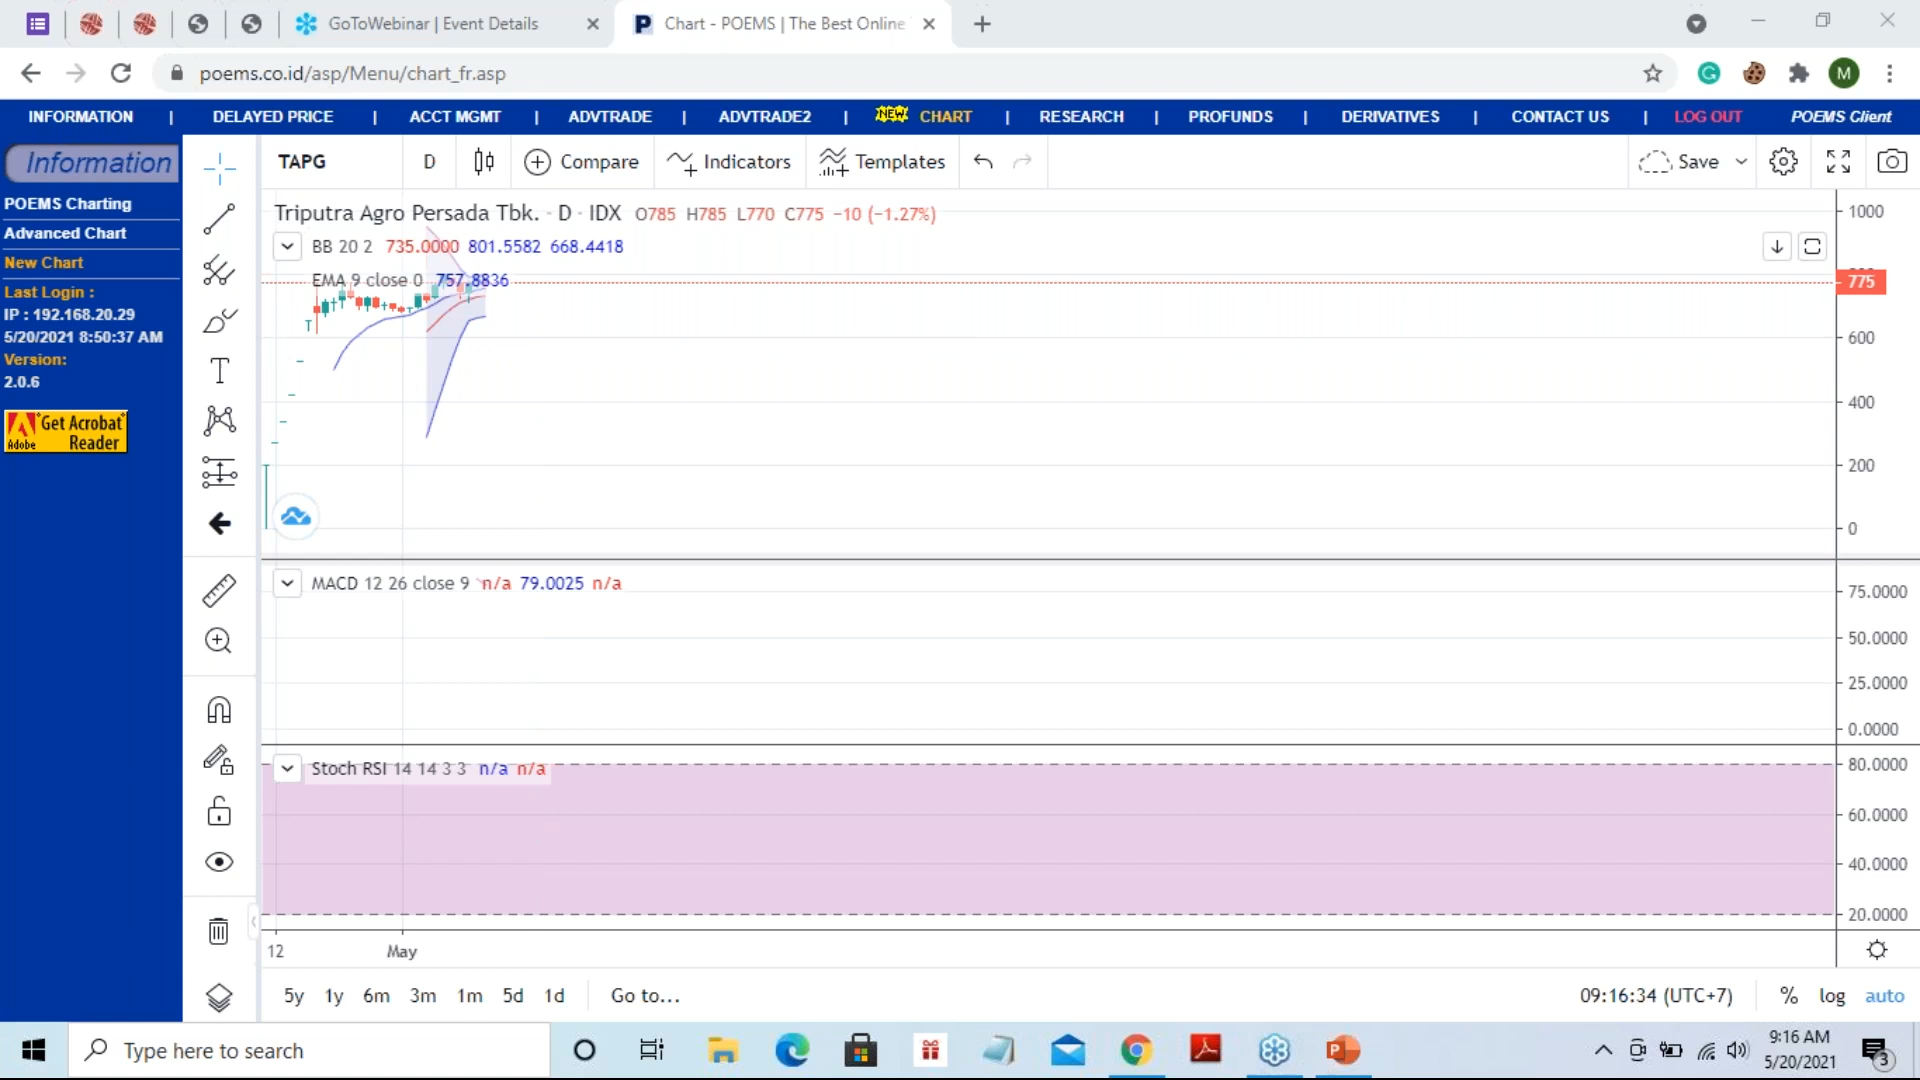 GoToWebinar | Event Details
Chart - POEMS | The Best Online
poems.co.id/asp/Menu/chart_fr.asp
M
INFORMATION | DELAYED PRICE | ACCT MGMT | ADVTRADE | ADVTRADE2 | NEW CHART | RESEARCH | PROFUNDS | DERIVATIVES | CONTACT US | LOG OUT POEMS Client
Information
POEMS Charting
Advanced Chart
New Chart
Last Login :
IP : 192.168.20.29
5/20/2021 8:50:37 AM
Version:
2.0.6
Get Acrobat
Adobe Reader
TAPG D Compare Indicators Templates Save
Triputra Agro Persada Tbk. · D · IDX O785 H785 L770 C775 −10 (−1.27%)
BB 20 2 735.0000 801.5582 668.4418
EMA 9 close 0 757.8836
1000
775
600
400
200
0
MACD 12 26 close 9 n/a 79.0025 n/a
75.0000
50.0000
25.0000
0.0000
Stoch RSI 14 14 3 3 n/a n/a
80.0000
60.0000
40.0000
20.0000
12 May
5y 1y 6m 3m 1m 5d 1d Go to... 09:16:34 (UTC+7) % log auto
Type here to search
9:16 AM
5/20/2021
3